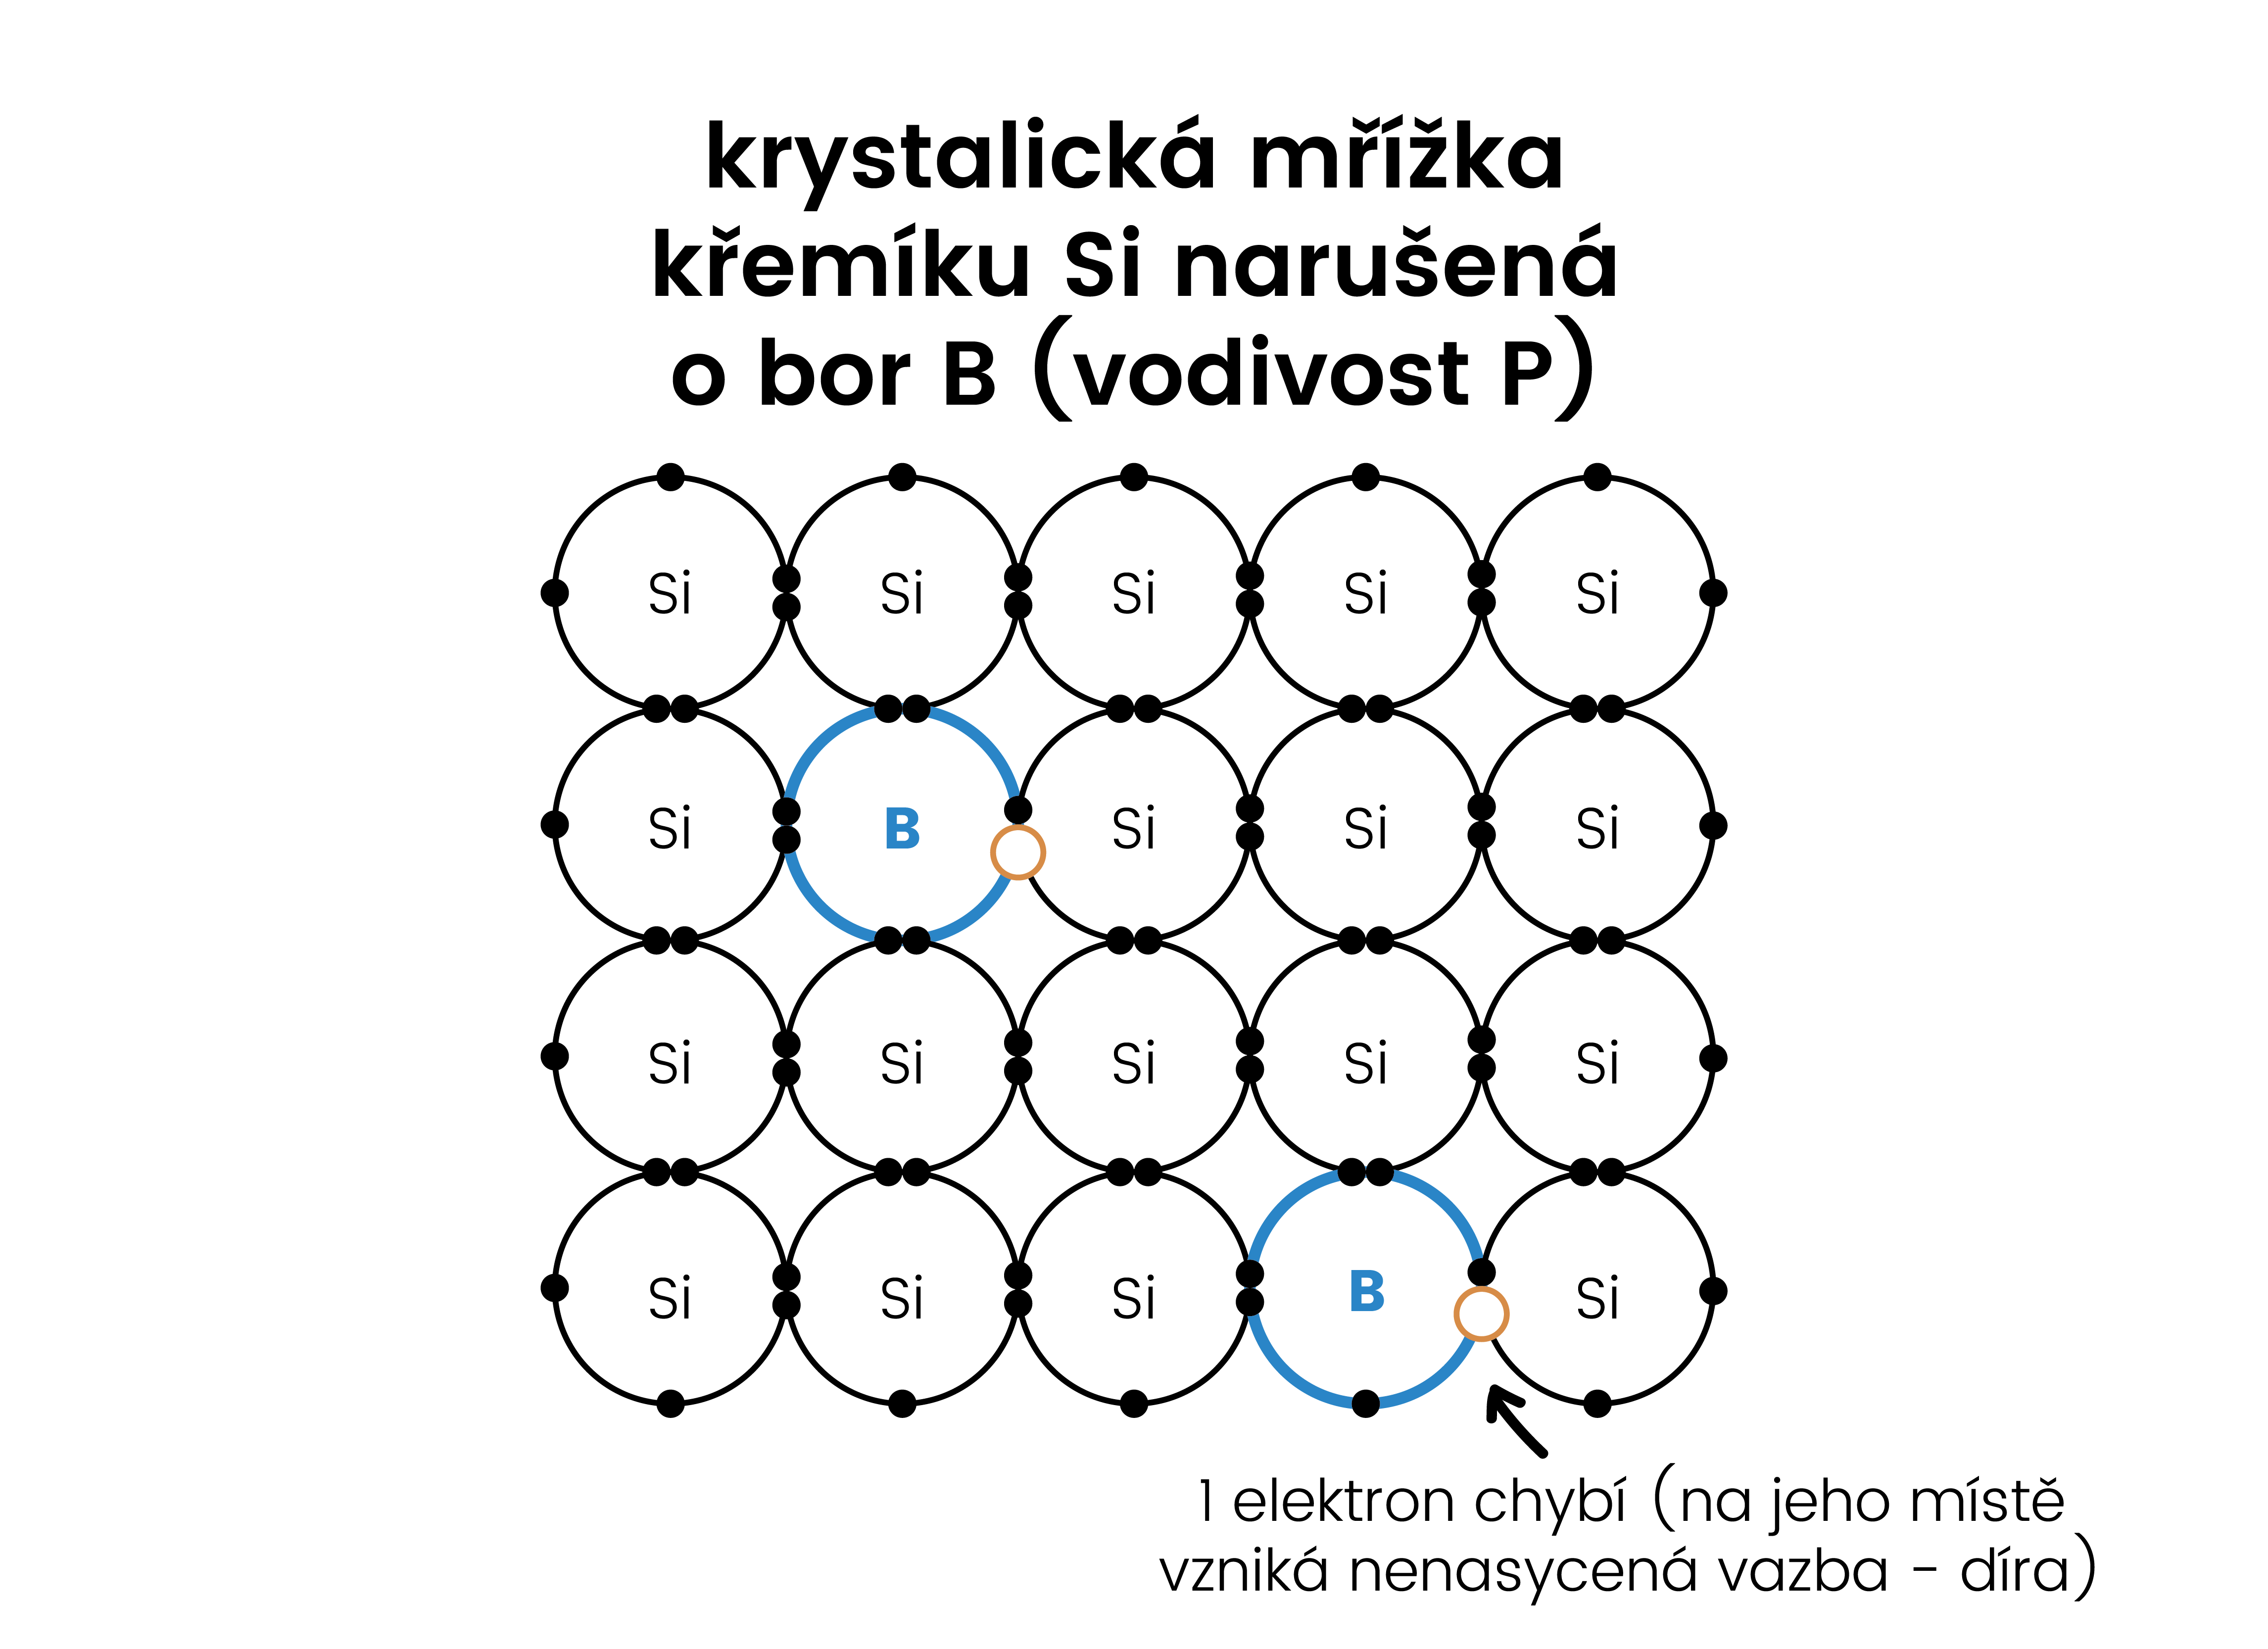 krystalická mřížka
křemíku Si narušená
o bor B (vodivost P)
Si Si Si Si Si
Si B Si Si Si
Si Si Si Si Si
Si Si Si B Si
1 elektron chybí (na jeho místě
vzniká nenasycená vazba - díra)